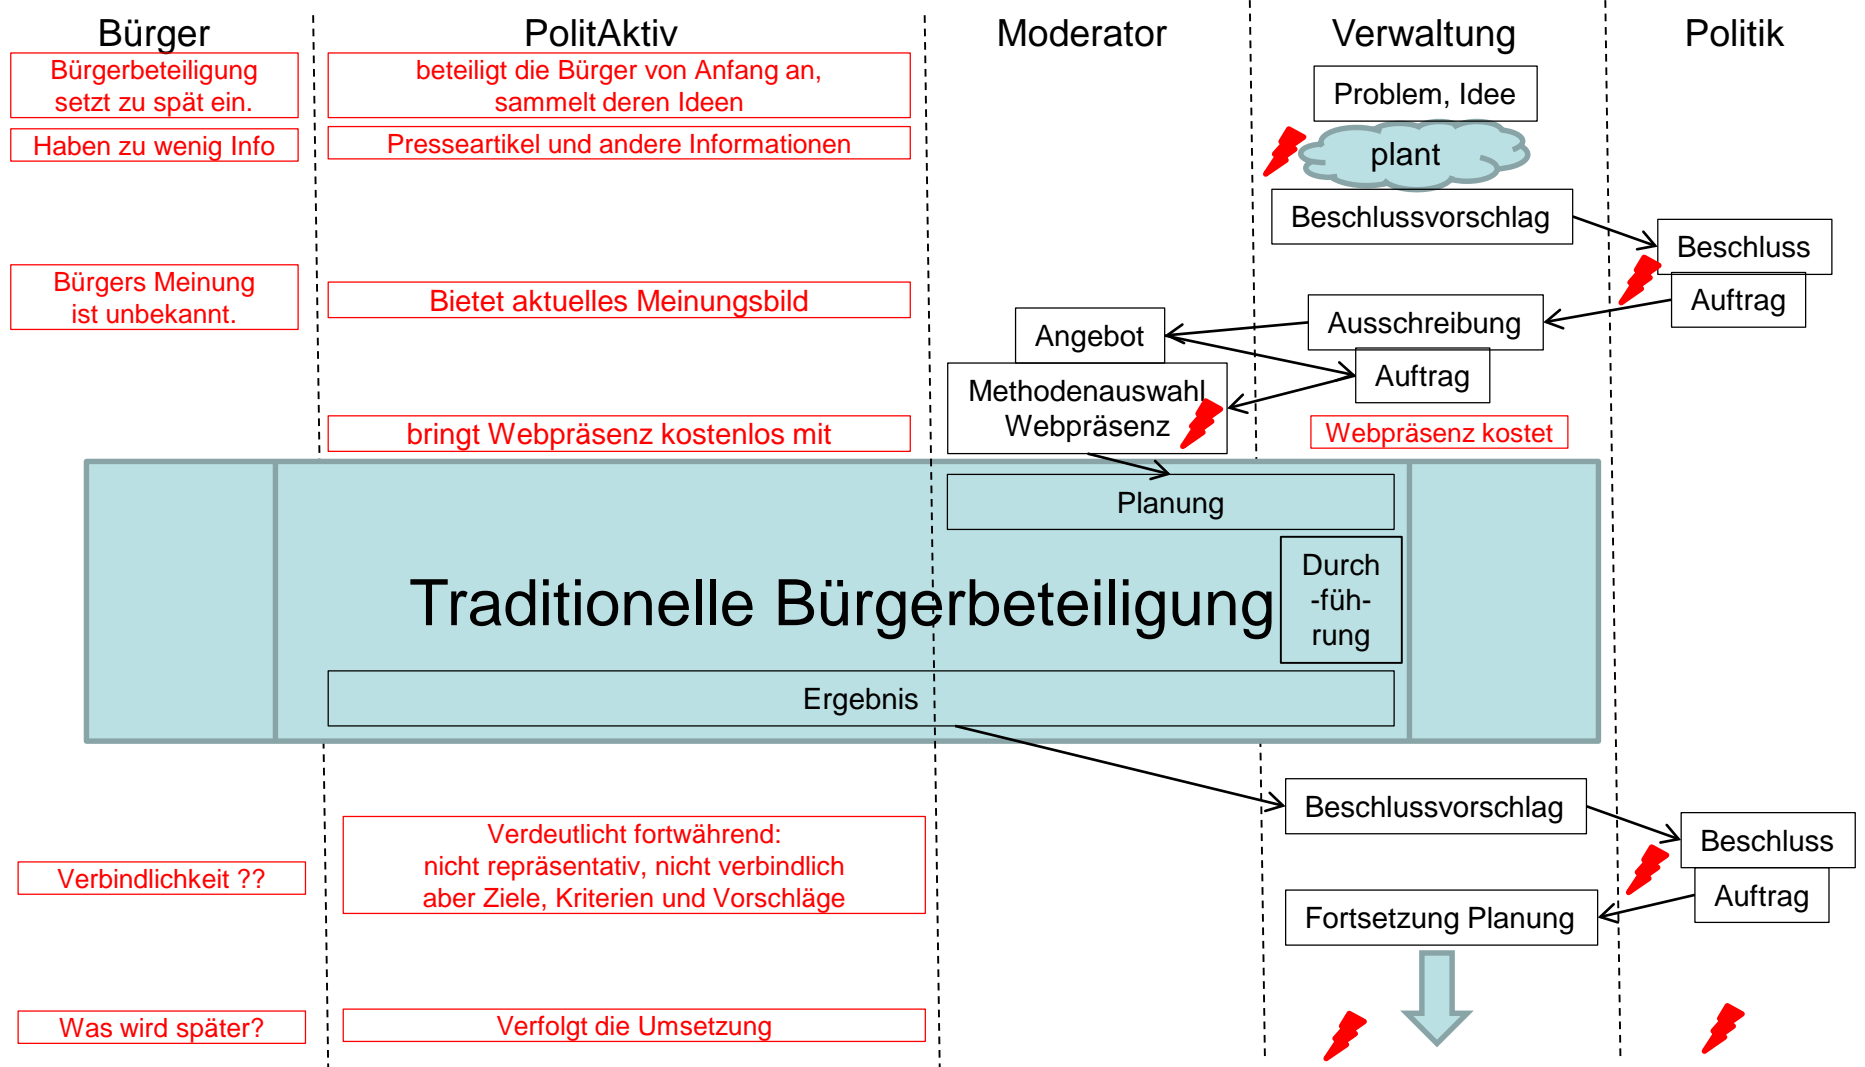 Bürger
PolitAktiv
Moderator
Verwaltung
Politik
Bürgerbeteiligung
setzt zu spät ein.
beteiligt die Bürger von Anfang an,
sammelt deren Ideen
Problem, Idee
Haben zu wenig Info
Presseartikel und andere Informationen
plant
Beschlussvorschlag
Beschluss
Bürgers Meinung
ist unbekannt.
Bietet aktuelles Meinungsbild
Auftrag
Ausschreibung
Angebot
Auftrag
Methodenauswahl
Webpräsenz
bringt Webpräsenz kostenlos mit
Webpräsenz kostet
Planung
Traditionelle Bürgerbeteiligung
Durch
-füh-
rung
Ergebnis
Beschlussvorschlag
Beschluss
Verbindlichkeit ??
Verdeutlicht fortwährend:
nicht repräsentativ, nicht verbindlich
aber Ziele, Kriterien und Vorschläge
Auftrag
Fortsetzung Planung
Was wird später?
Verfolgt die Umsetzung